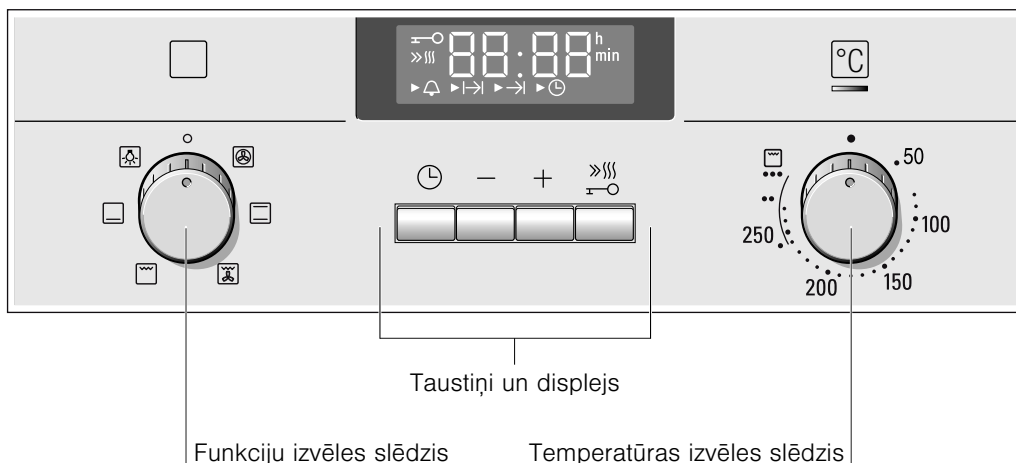 88:88 h
min
°C
50
100
150
200
250
− +
Taustiņi un displejs
Funkciju izvēles slēdzis
Temperatūras izvēles slēdzis